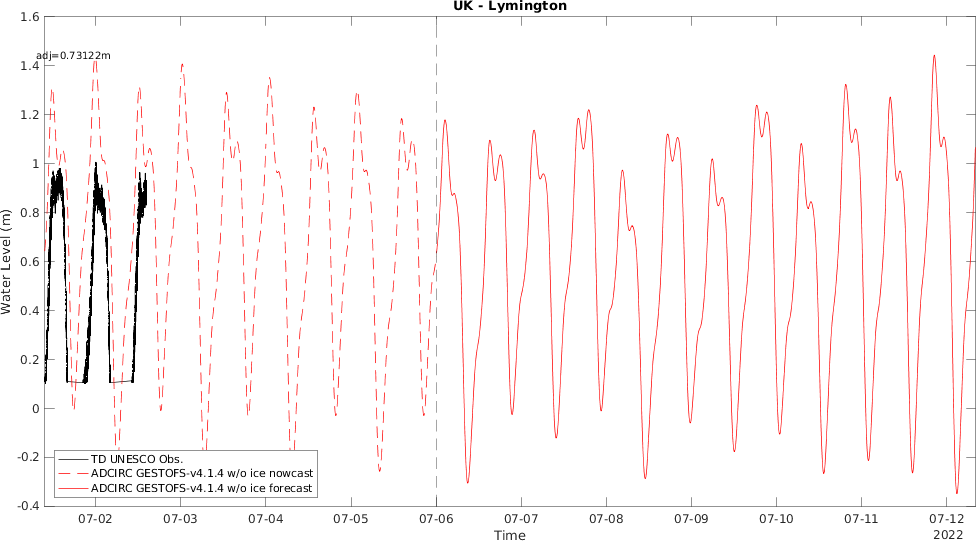 UK - Lymington
1.6
1.4
1.2
1
0.8
0.6
0.4
0.2
0
-0.2
-0.4
Water Level (m)
adj=0.73122m
TD UNESCO Obs.
ADCIRC GESTOFS-v4.1.4 w/o ice nowcast
ADCIRC GESTOFS-v4.1.4 w/o ice forecast
07-02 07-03 07-04 07-05 07-06 07-07 07-08 07-09 07-10 07-11 07-12
2022
Time